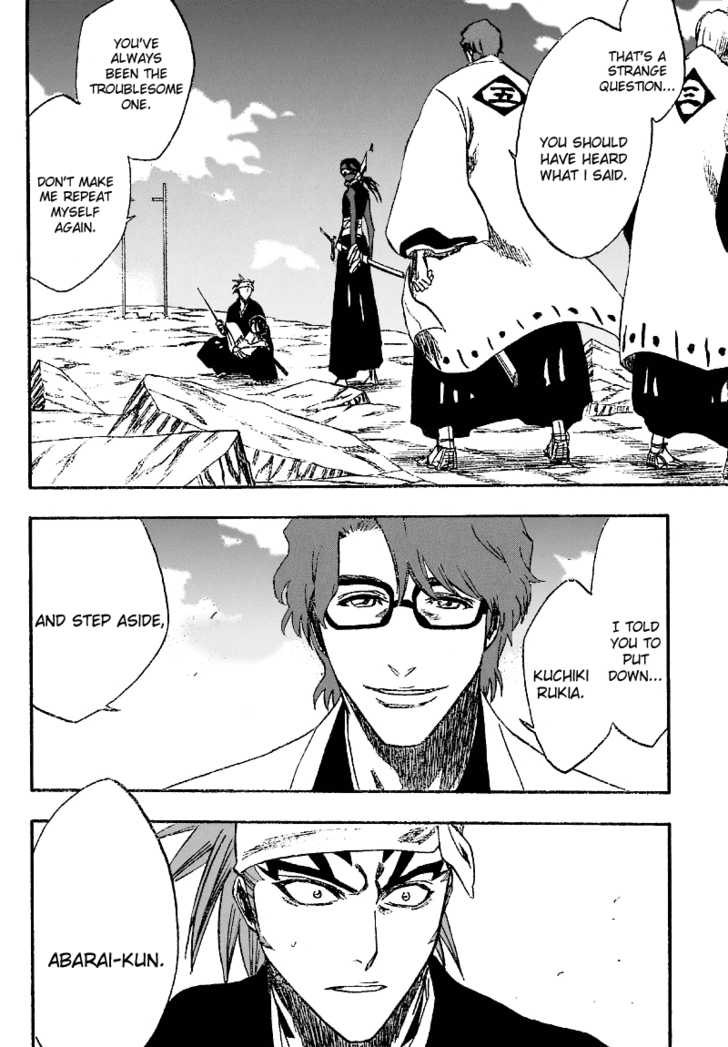 THAT'S A
STRANGE
QUESTION...
YOU SHOULD
HAVE HEARD
WHAT I SAID.
五
三
YOU'VE
ALWAYS
BEEN THE
TROUBLESOME
ONE.
DON'T MAKE
ME REPEAT
MYSELF
AGAIN.
I TOLD
YOU TO
PUT
DOWN...
KUCHIKI
RUKIA.
AND STEP ASIDE,
ABARAI-KUN.